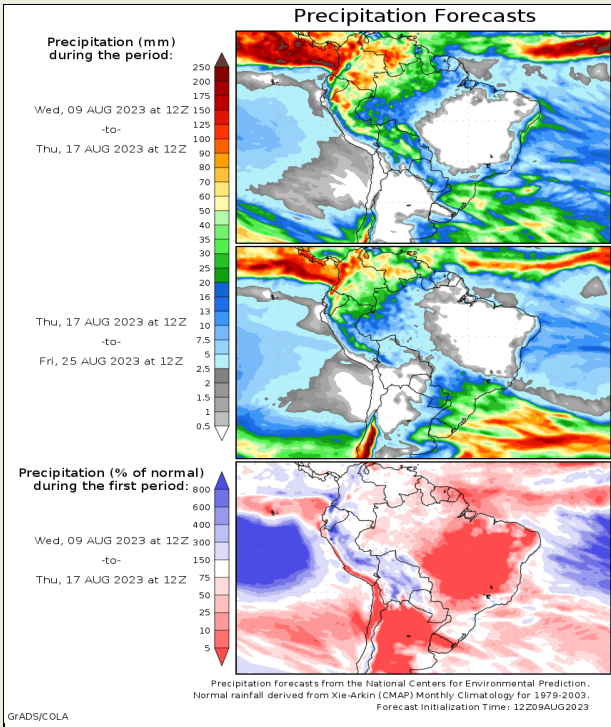 Precipitation Forecasts
Precipitation (mm)
during the period:
Wed, 09 AUG 2023 at 12Z
-to-
Thu, 17 AUG 2023 at 12Z
250
200
175
150
125
100
90
80
70
60
50
40
35
30
25
20
16
13
10
7.5
5
2.5
2
1.5
1
0.5
Thu, 17 AUG 2023 at 12Z
-to-
Fri, 25 AUG 2023 at 12Z
Precipitation (% of normal)
during the first period:
Wed, 09 AUG 2023 at 12Z
-to-
Thu, 17 AUG 2023 at 12Z
800
600
400
300
150
75
50
25
10
5
Precipitation forecasts from the National Centers for Environmental Prediction.
Normal rainfall derived from Xie-Arkin (CMAP) Monthly Climatology for 1979-2003.
Forecast Initialization Time: 12Z09AUG2023
GrADS/COLA